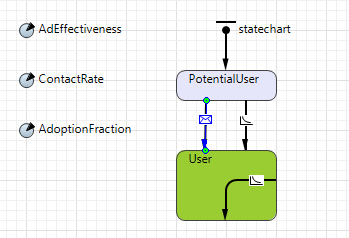 AdEffectiveness
statechart
ContactRate
PotentialUser
AdoptionFraction
User